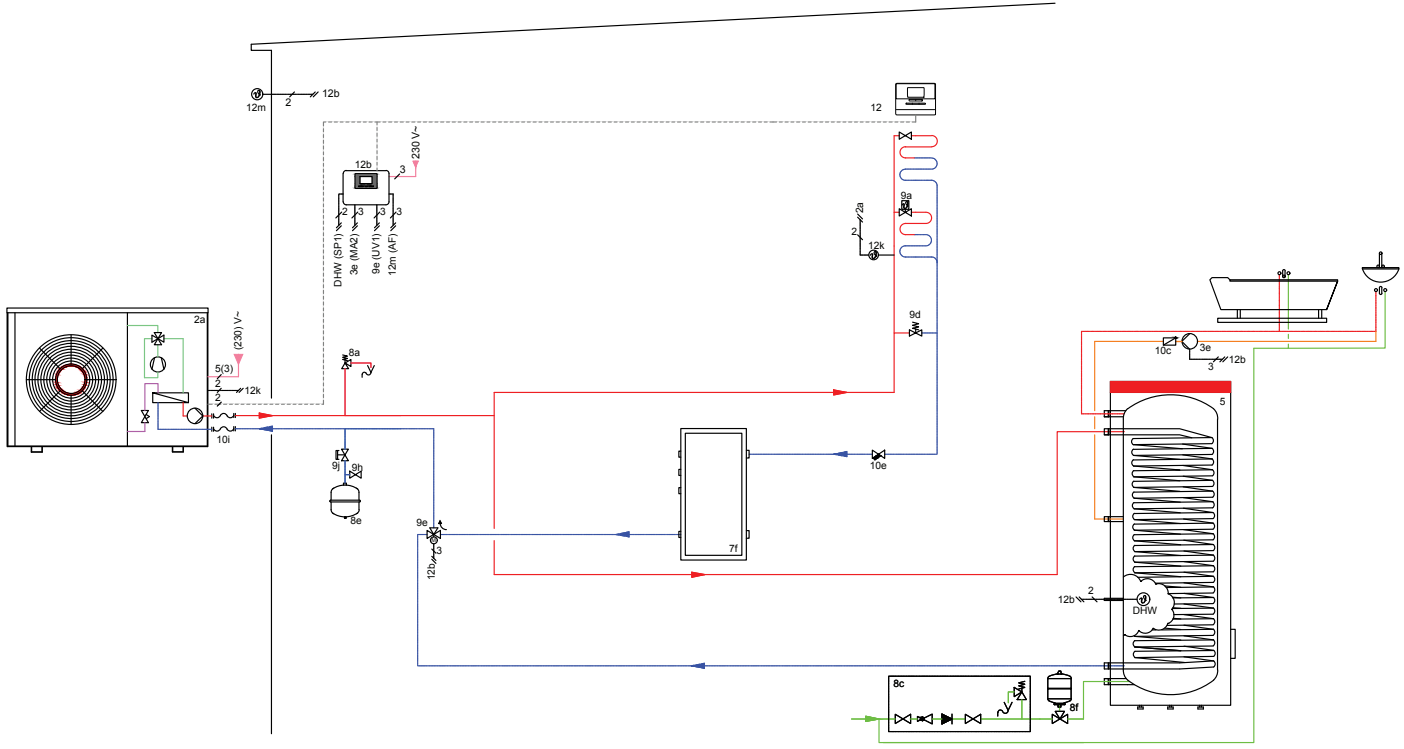 12m
2
12b
12
12b
3
230 V~
2
3
3
3
DHW (SP1)
3e (MA2)
9e (UV1)
12m (AF)
9a
2a
2
12k
9d
2a
(230) V~
5(3)
2
12k
2
10i
8a
10c
3e
3
12b
5
9j
9h
8e
10e
7f
9e
3
12b
12b
2
DHW
8c
8f